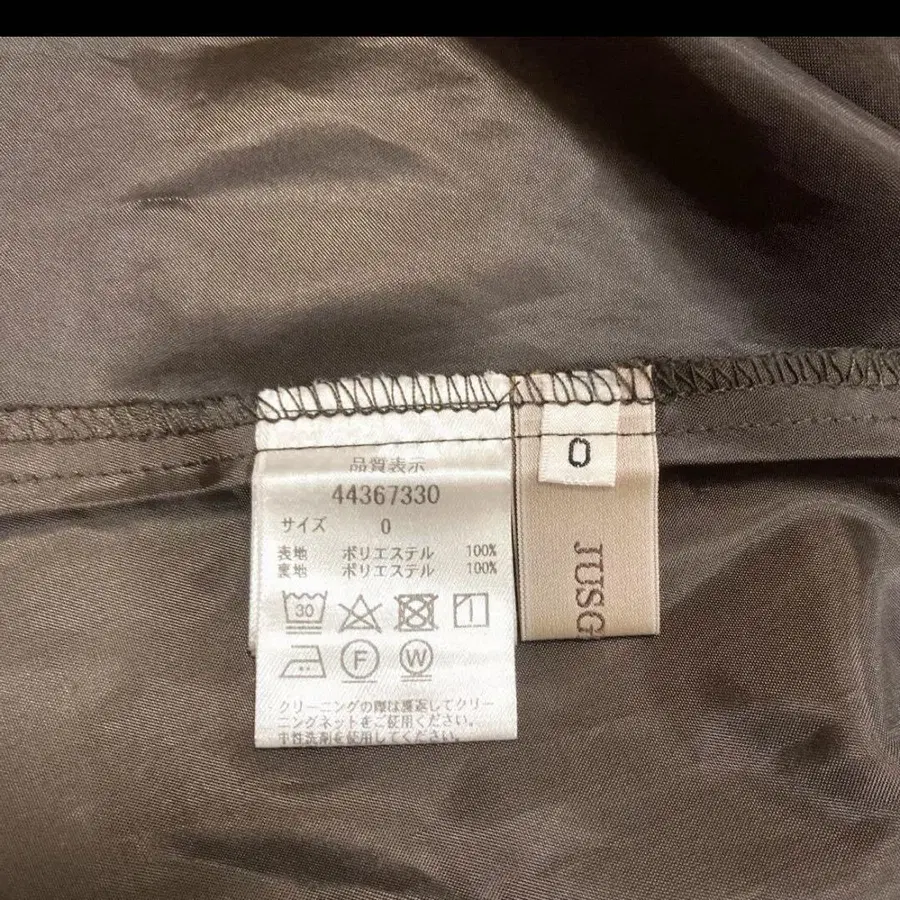 品質表示
44367330
サイズ 0
表地 ポリエステル 100%
裏地 ポリエステル 100%
30
F
W
クリーニングの際は裏返してクリー
ニングネットをご使用ください。
中性洗剤を使用してください。
0
JUSG